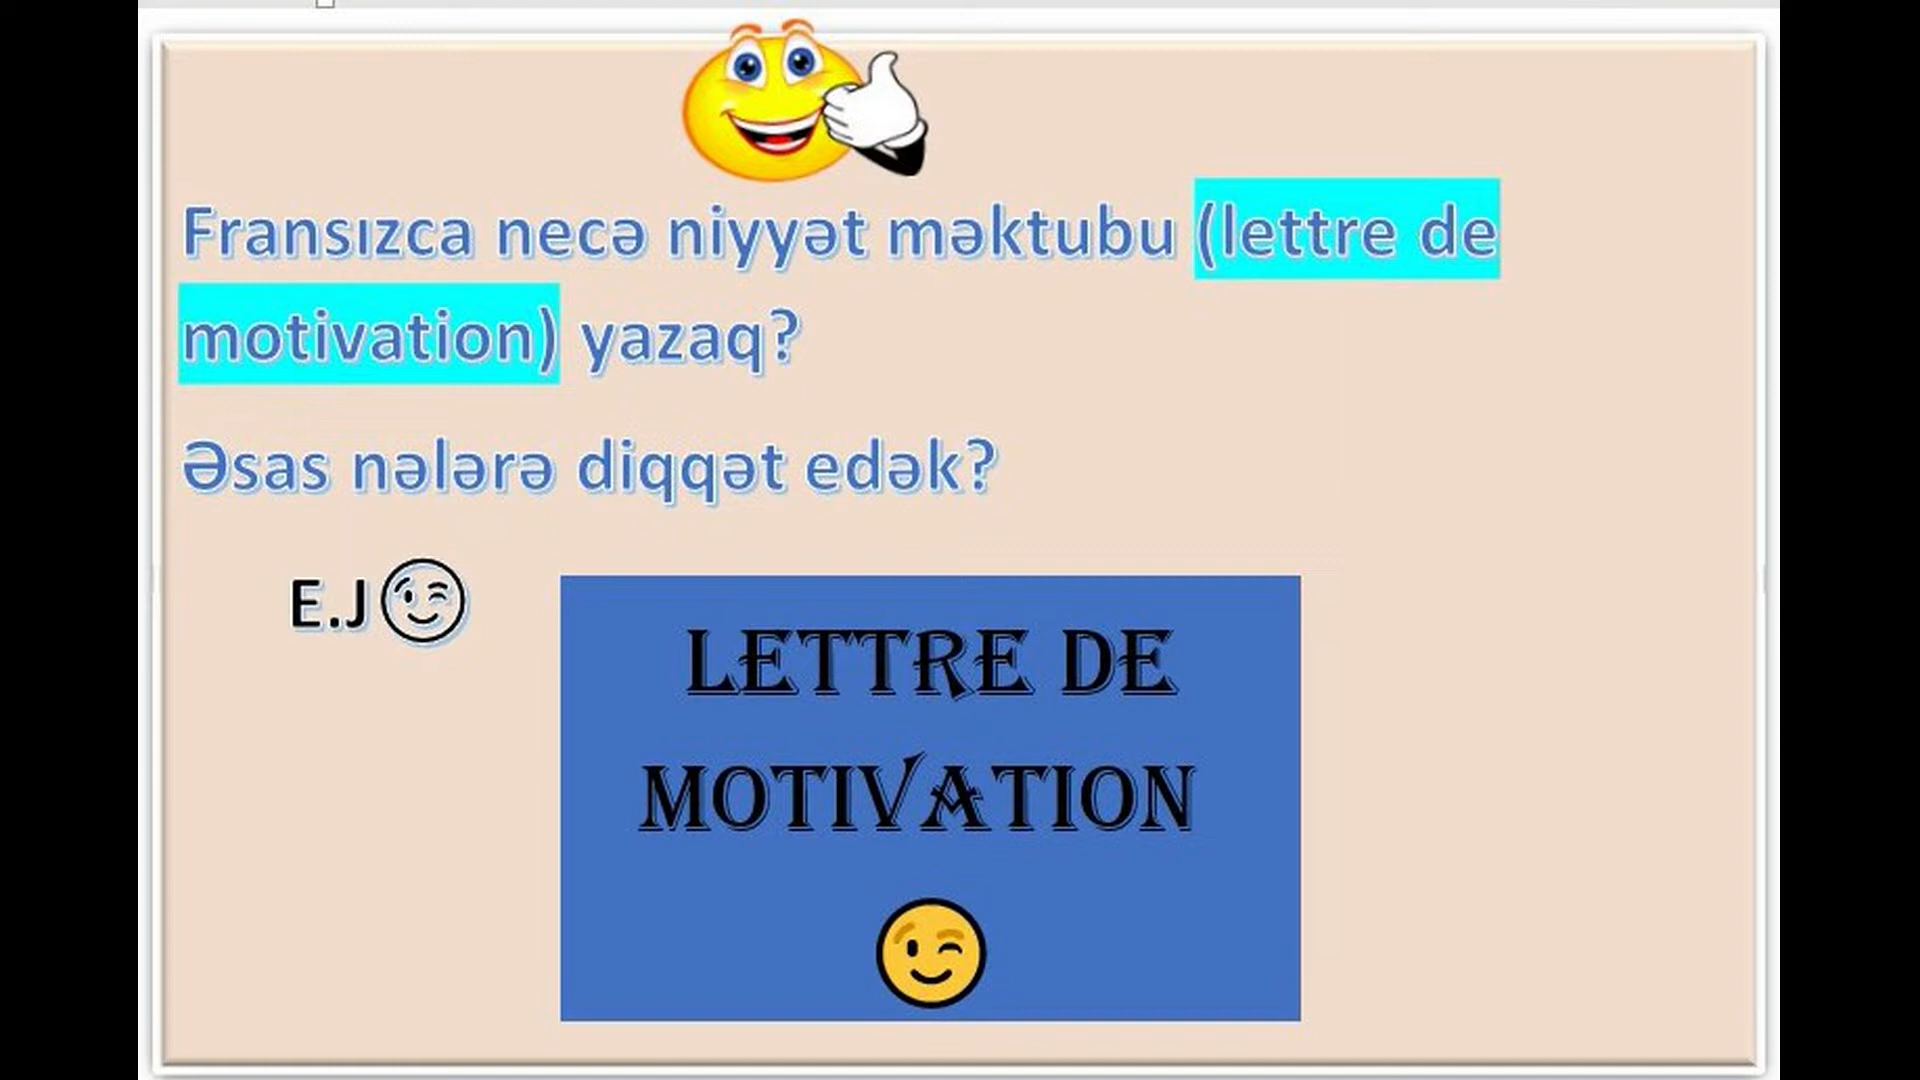 Fransızca necə niyyət məktubu (lettre de
motivation) yazaq?
Əsas nələrə diqqət edək?
E.J
LETTRE DE
MOTIVATION